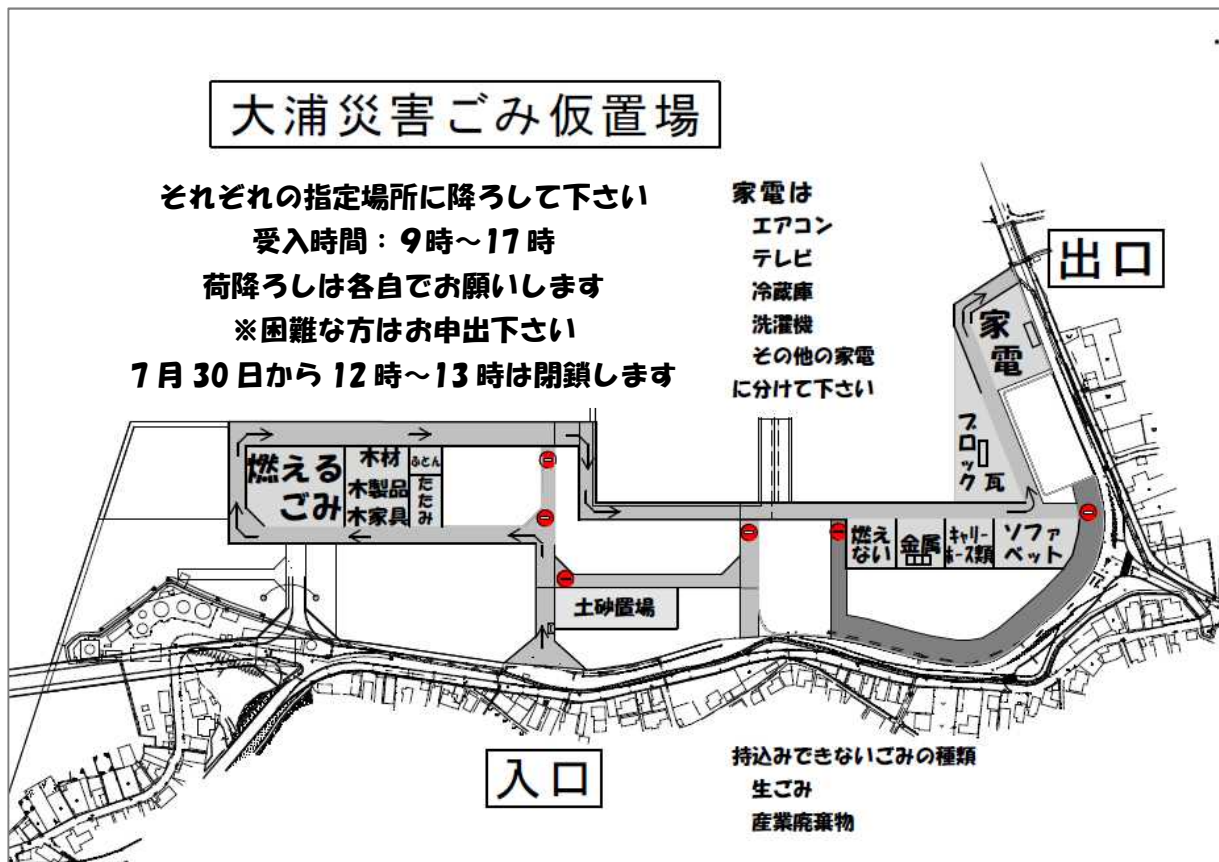 大浦災害ごみ仮置場
それぞれの指定場所に降ろして下さい
受入時間：9時～17時
荷降ろしは各自でお願いします
※困難な方はお申出下さい
7月30日から12時～13時は閉鎖します
家電は
エアコン
テレビ
冷蔵庫
洗濯機
その他の家電
に分けて下さい
出口
家電
ブロック
瓦
燃える
ごみ
木材
木製品
木家具
ふとん
たたみ
燃え
ない
金属
キャリー
ホース類
ソファ
ベット
土砂置場
入口
持込みできないごみの種類
生ごみ
産業廃棄物